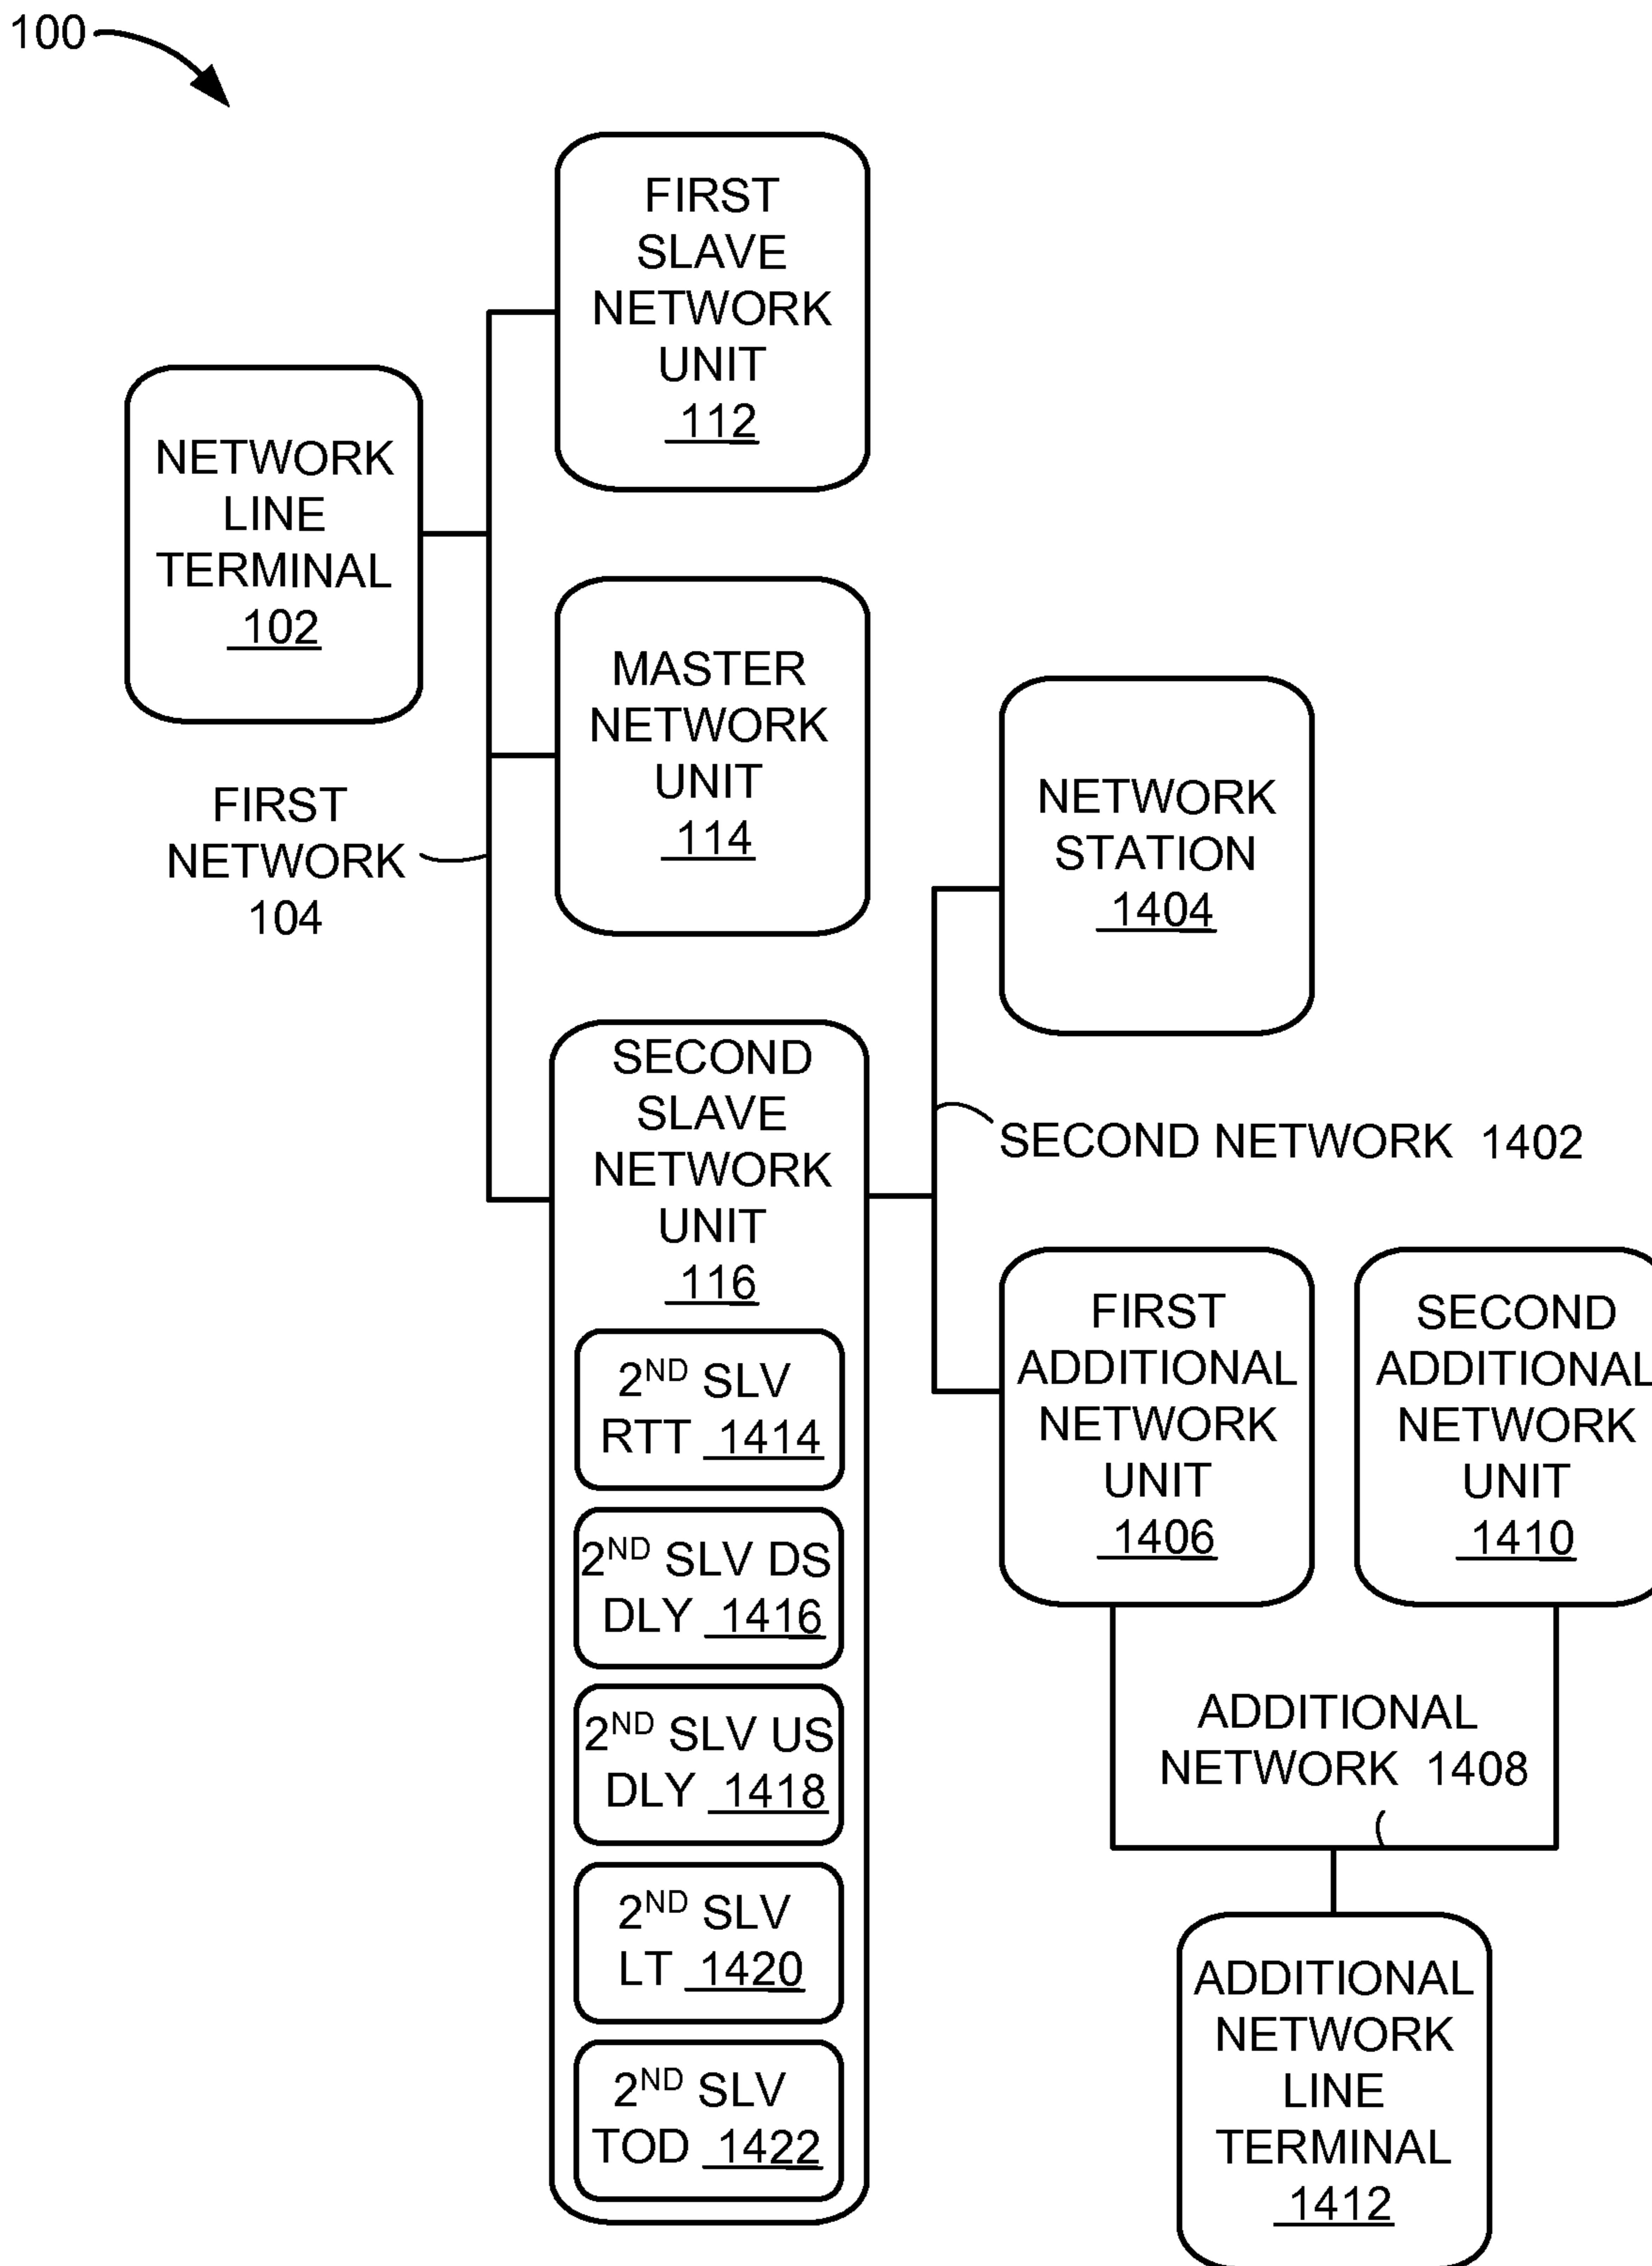 100
FIRST
SLAVE
NETWORK
UNIT
112
NETWORK
LINE
TERMINAL
102
MASTER
NETWORK
UNIT
114
FIRST
NETWORK
104
NETWORK
STATION
1404
SECOND
SLAVE
NETWORK
UNIT
116
SECOND NETWORK 1402
FIRST
ADDITIONAL
NETWORK
UNIT
1406
SECOND
ADDITIONAL
NETWORK
UNIT
1410
2ND SLV
RTT 1414
2ND SLV DS
DLY 1416
2ND SLV US
DLY 1418
2ND SLV
LT 1420
2ND SLV
TOD 1422
ADDITIONAL
NETWORK 1408
ADDITIONAL
NETWORK
LINE
TERMINAL
1412